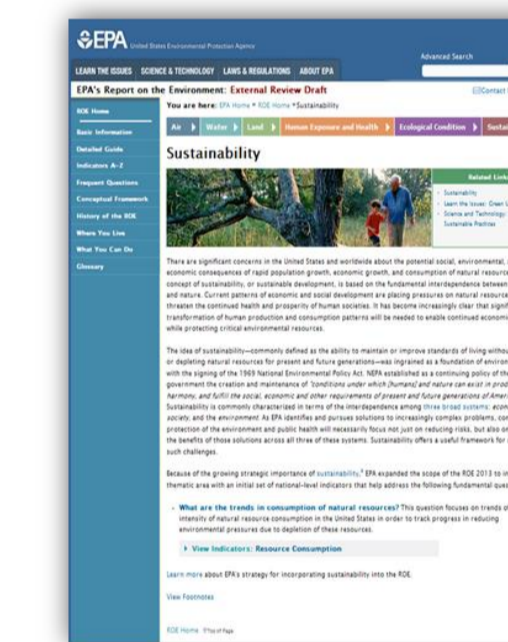 EPA United States Environmental Protection Agency
Advanced Search
LEARN THE ISSUES SCIENCE & TECHNOLOGY LAWS & REGULATIONS ABOUT EPA
EPA's Report on the Environment: External Review Draft
Contact
ROE Home
Basic Information
Detailed Guide
Indicators A-Z
Frequent Questions
Conceptual Framework
History of the ROE
Where You Live
What You Can Do
Glossary
You are here: EPA Home ROE Home Sustainability
Air Water Land Human Exposure and Health Ecological Condition
Sustainability
Related
Sustainability
Learn the Issues: Green
Science and Technology:
Sustainable Practices
There are significant concerns in the United States and worldwide about the potential social, environmental,
economic consequences of rapid population growth, economic growth, and consumption of natural
concept of sustainability, or sustainable development, is based on the fundamental interdependence between
and nature. Current patterns of economic and social development are placing pressures on natural
threaten the continued health and prosperity of human societies. It has become increasingly clear that
transformation of human production and consumption patterns will be needed to enable continued
while protecting critical environmental resources.
The idea of sustainability—commonly defined as the ability to maintain or improve standards of living
or depleting natural resources for present and future generations—was ingrained as a foundation of
with the signing of the 1969 National Environmental Policy Act. NEPA established as a continuing policy of the
government the creation and maintenance of "conditions under which [humans] and nature can exist in
harmony, and fulfill the social, economic and other requirements of present and future generations of
Sustainability is commonly characterized in terms of the interdependence among three broad systems:
society, and the environment. As EPA identifies and pursues solutions to increasingly complex problems,
protection of the environment and public health will necessarily focus not just on reducing risks, but also on
the benefits of those solutions across all three of these systems. Sustainability offers a useful framework for
such challenges.
Because of the growing strategic importance of sustainability, EPA expanded the scope of the ROE 2013 to
thematic area with an initial set of national-level indicators that help address the following fundamental
What are the trends in consumption of natural resources? This question focuses on trends
intensity of natural resource consumption in the United States in order to track progress in reducing
environmental pressures due to depletion of these resources.
View Indicators: Resource Consumption
Learn more about EPA's strategy for incorporating sustainability into the ROE.
View Footnotes
ROE Home Top of Page